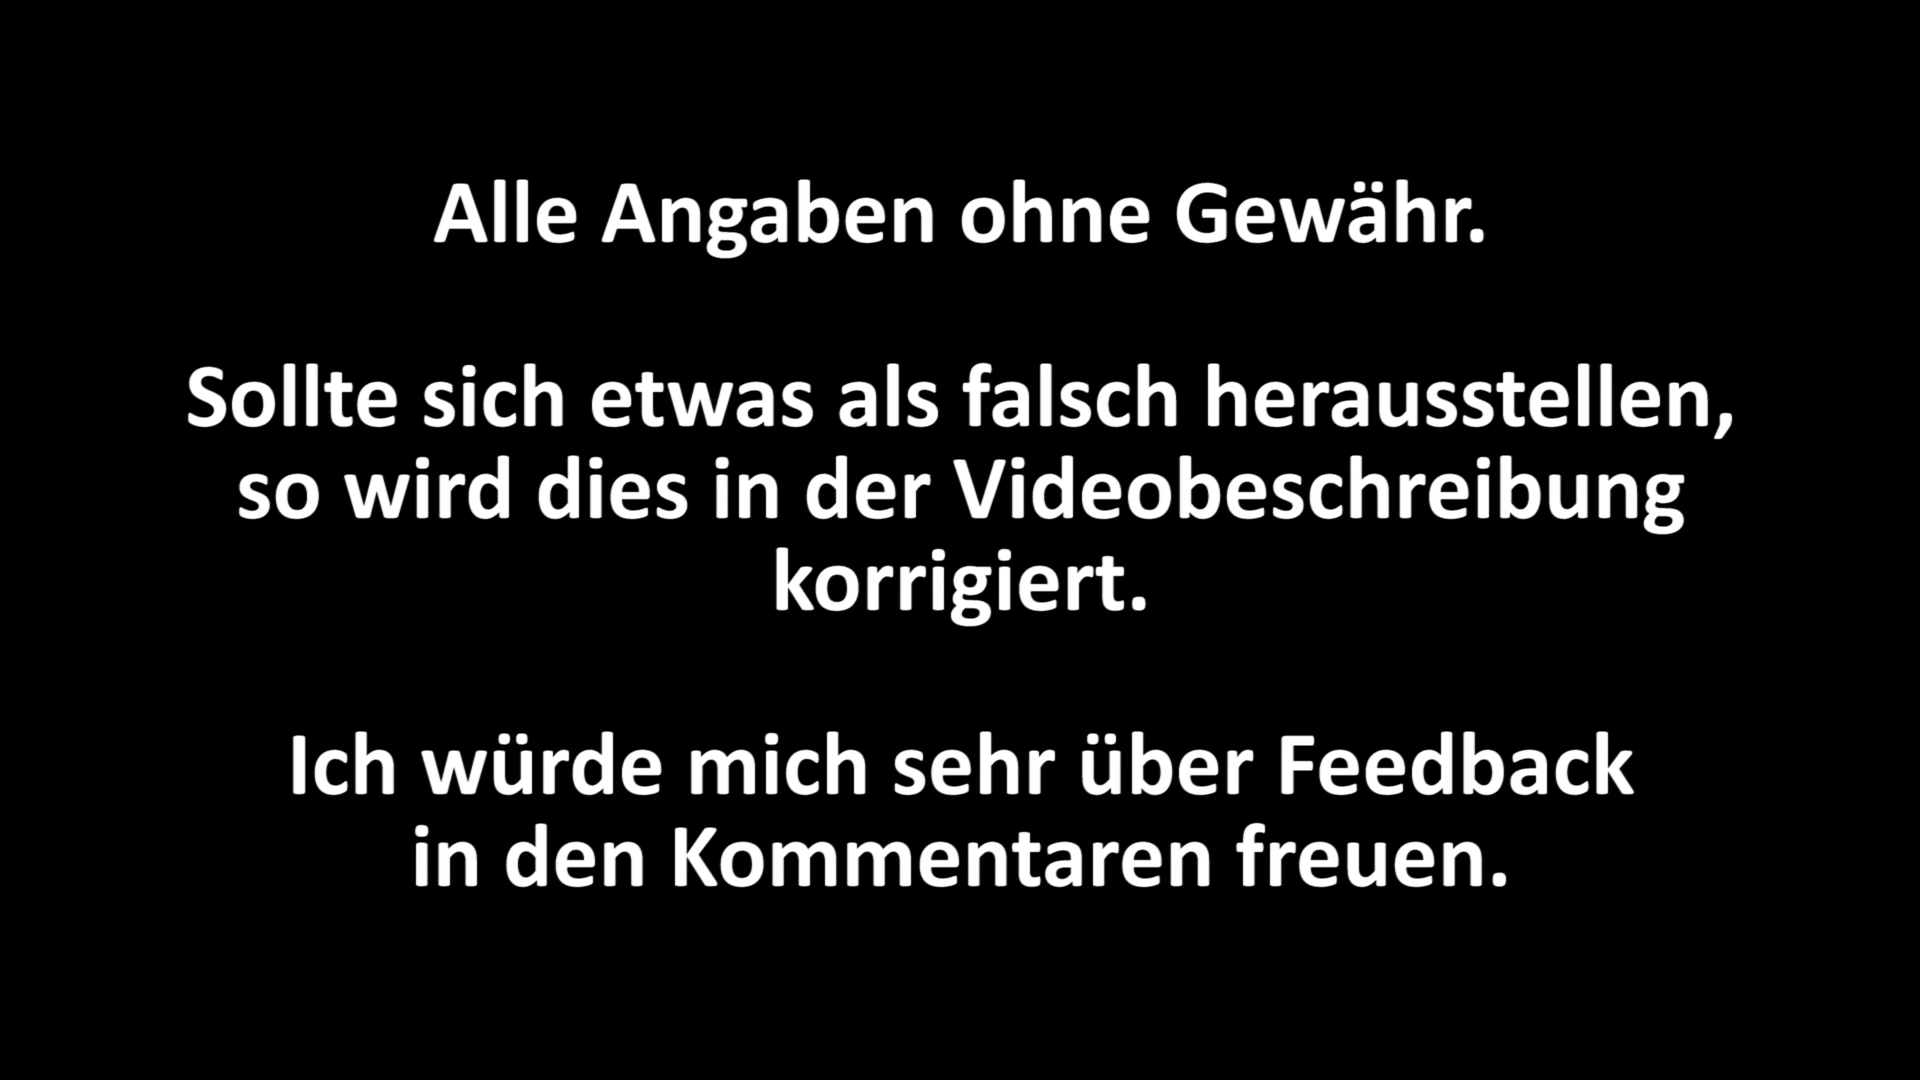 Alle Angaben ohne Gewähr.
Sollte sich etwas als falsch herausstellen,
so wird dies in der Videobeschreibung
korrigiert.
Ich würde mich sehr über Feedback
in den Kommentaren freuen.